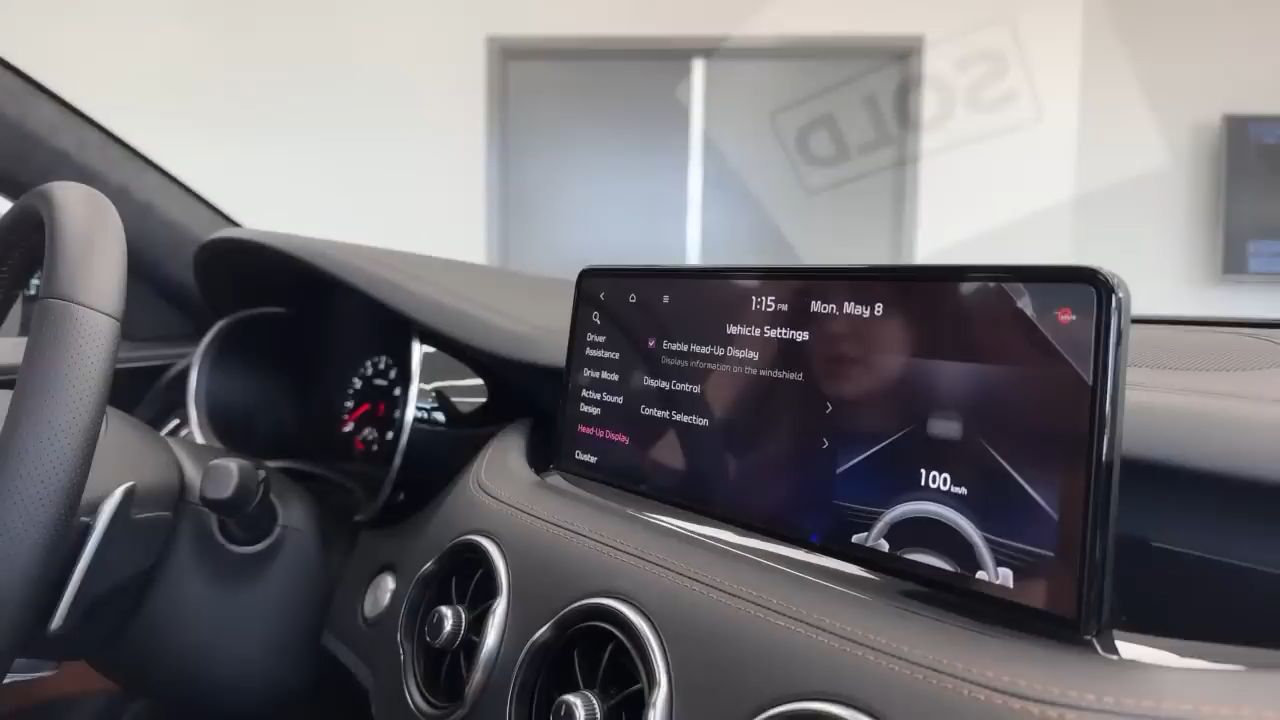 SOLD
1:15 PM Mon, May 8
Vehicle Settings
Driver Assistance
Drive Mode
Active Sound Design
Head-Up Display
Cluster
Enable Head-Up Display
Displays information on the windshield.
Display Control
Content Selection
100 km/h